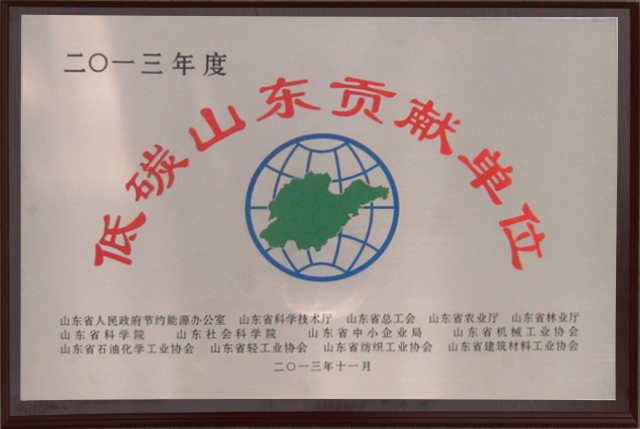 二〇一三年度
低碳山东贡献单位
山东省人民政府节约能源办公室 山东省科学技术厅 山东省总工会 山东省农业厅 山东省林业厅
山东省科学院 山东社会科学院 山东省中小企业局 山东省机械工业协会
山东省石油化学工业协会 山东省轻工业协会 山东省纺织工业协会 山东省建筑材料工业协会
二〇一三年十一月